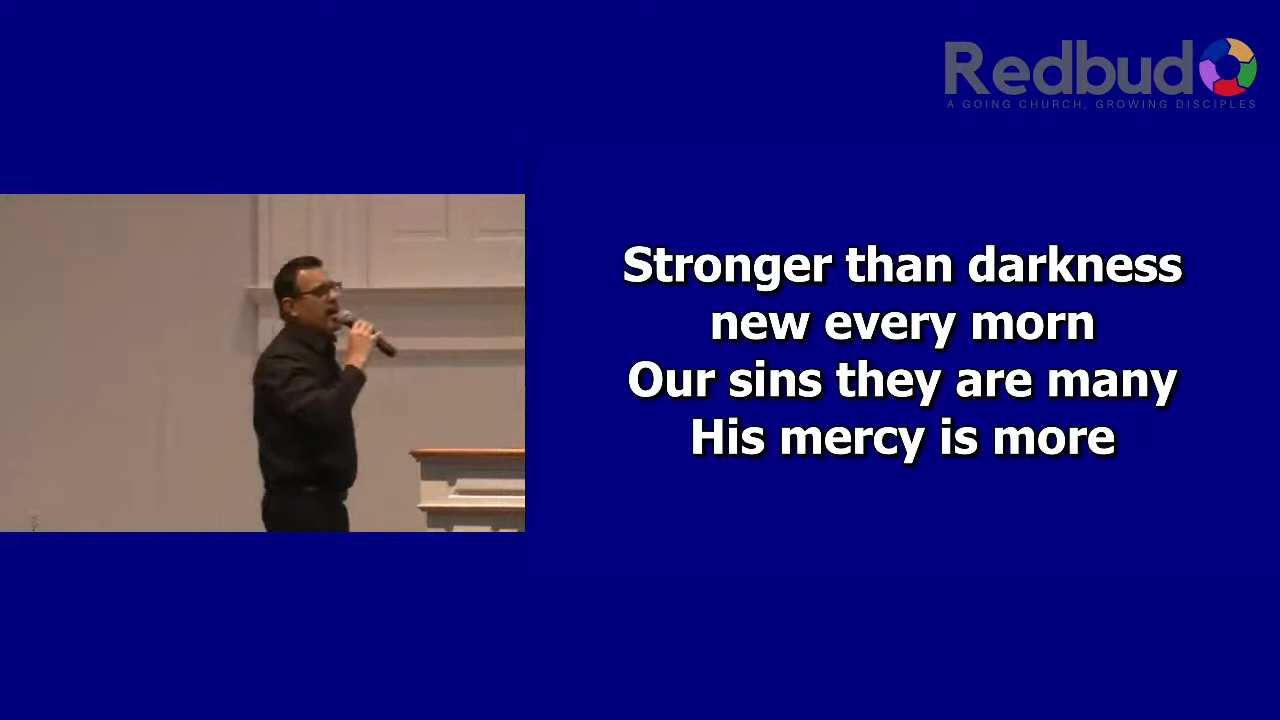 Redbud
A GOING CHURCH, GROWING DISCIPLES
Stronger than darkness
new every morn
Our sins they are many
His mercy is more